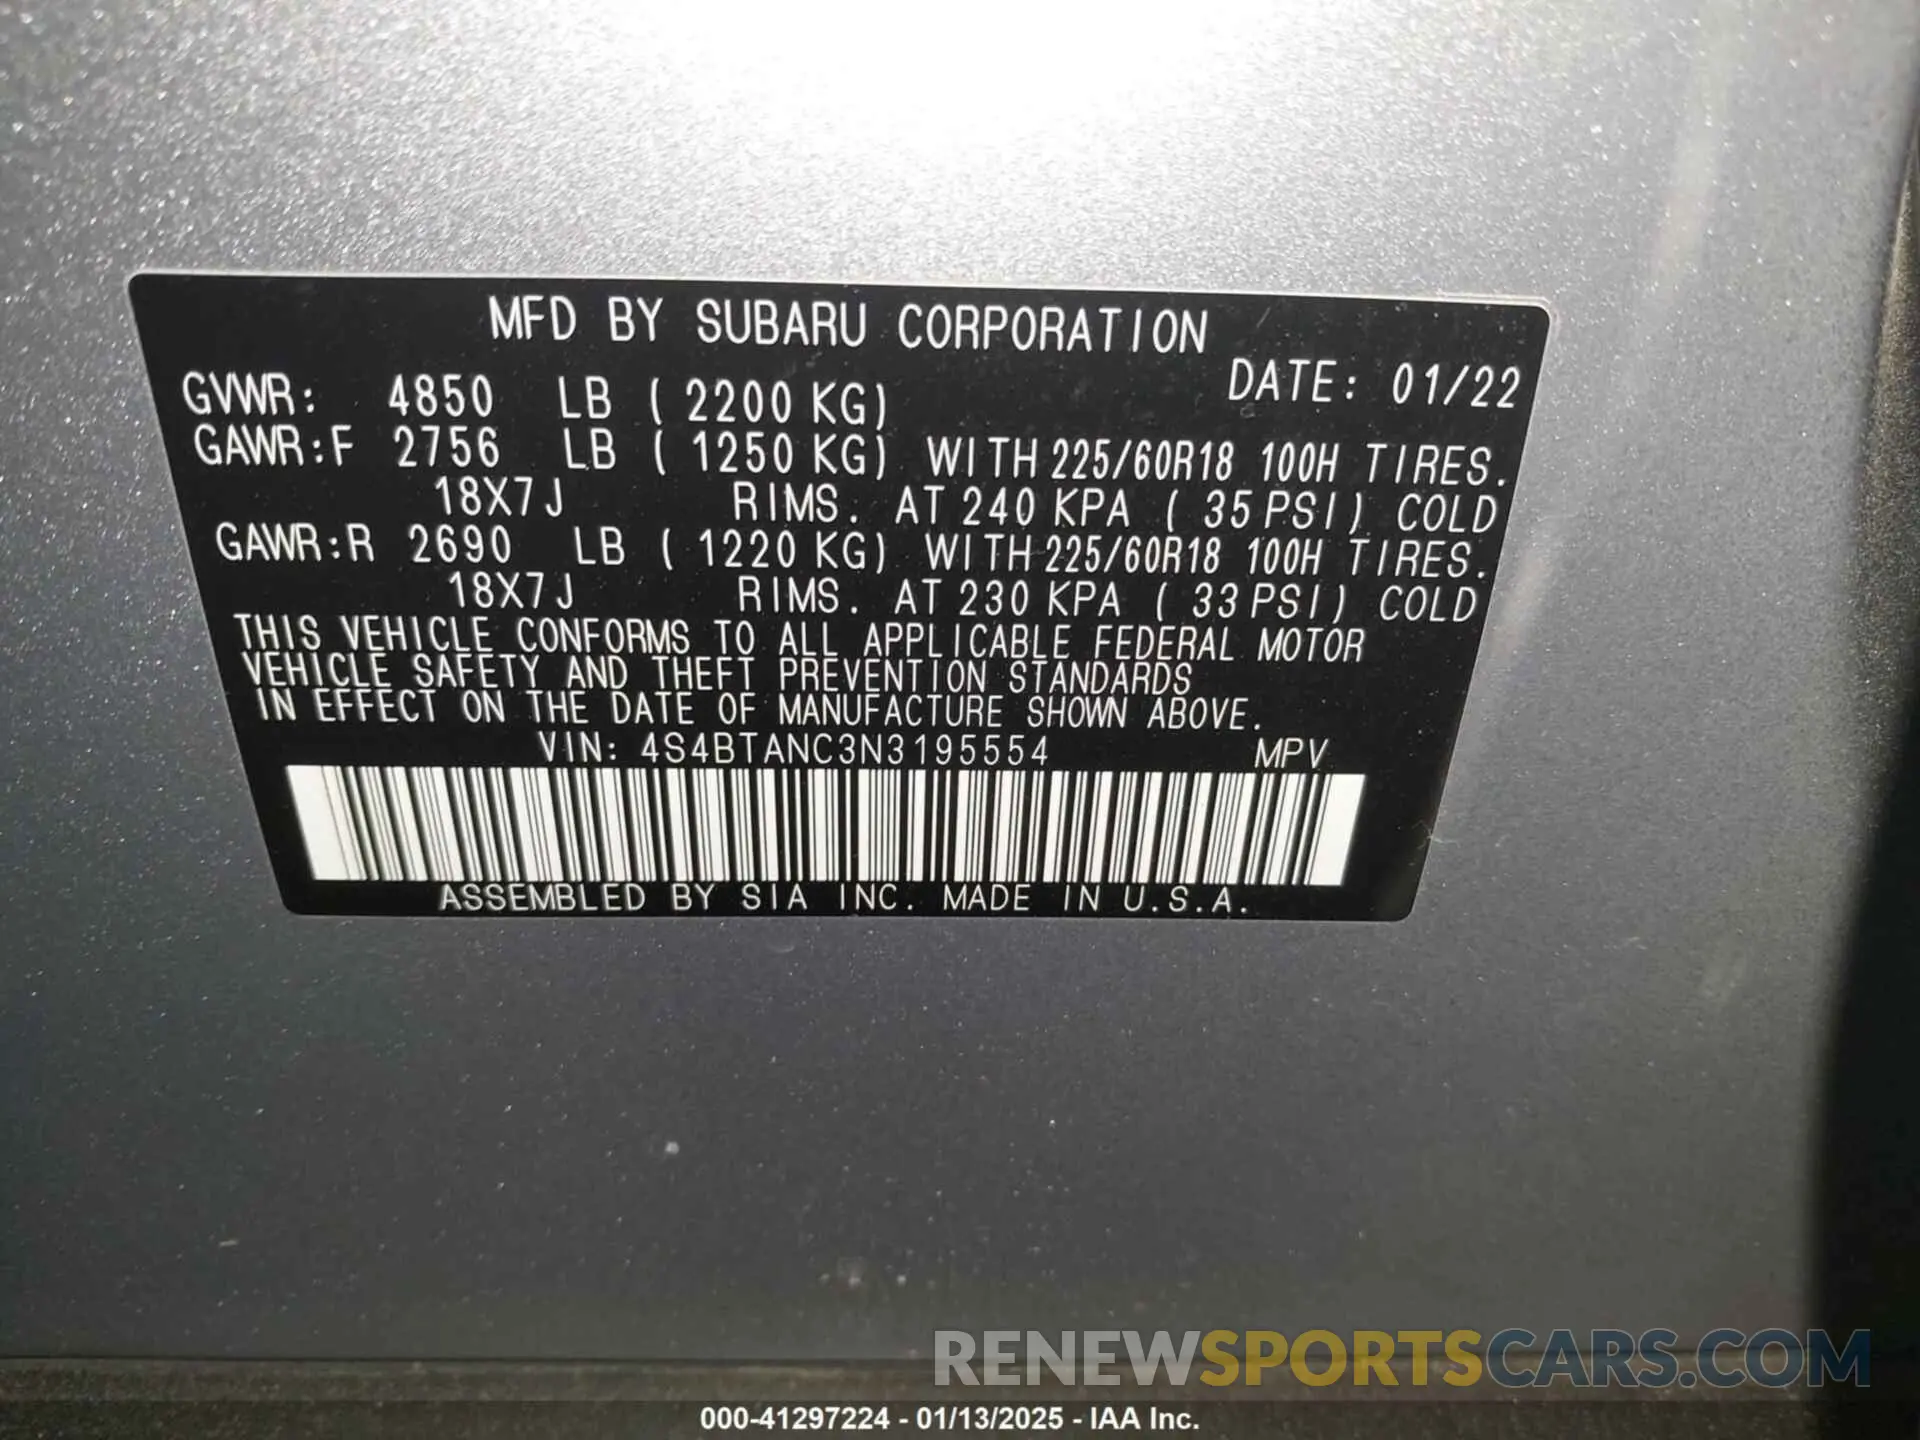 MFD BY SUBARU CORPORATION
DATE: 01/22
GVWR: 4850 LB ( 2200 KG)
GAWR:F 2756 LB ( 1250 KG) WITH 225/60R18 100H TIRES.
18X7J RIMS. AT 240 KPA ( 35 PSI) COLD
GAWR:R 2690 LB ( 1220 KG) WITH 225/60R18 100H TIRES.
18X7J RIMS. AT 230 KPA ( 33 PSI) COLD
THIS VEHICLE CONFORMS TO ALL APPLICABLE FEDERAL MOTOR
VEHICLE SAFETY AND THEFT PREVENTION STANDARDS
IN EFFECT ON THE DATE OF MANUFACTURE SHOWN ABOVE.
VIN: 4S4BTANC3N3195554 MPV
ASSEMBLED BY SIA INC. MADE IN U.S.A.
RENEWSPORTSCARS.COM
000-41297224 - 01/13/2025 - IAA Inc.